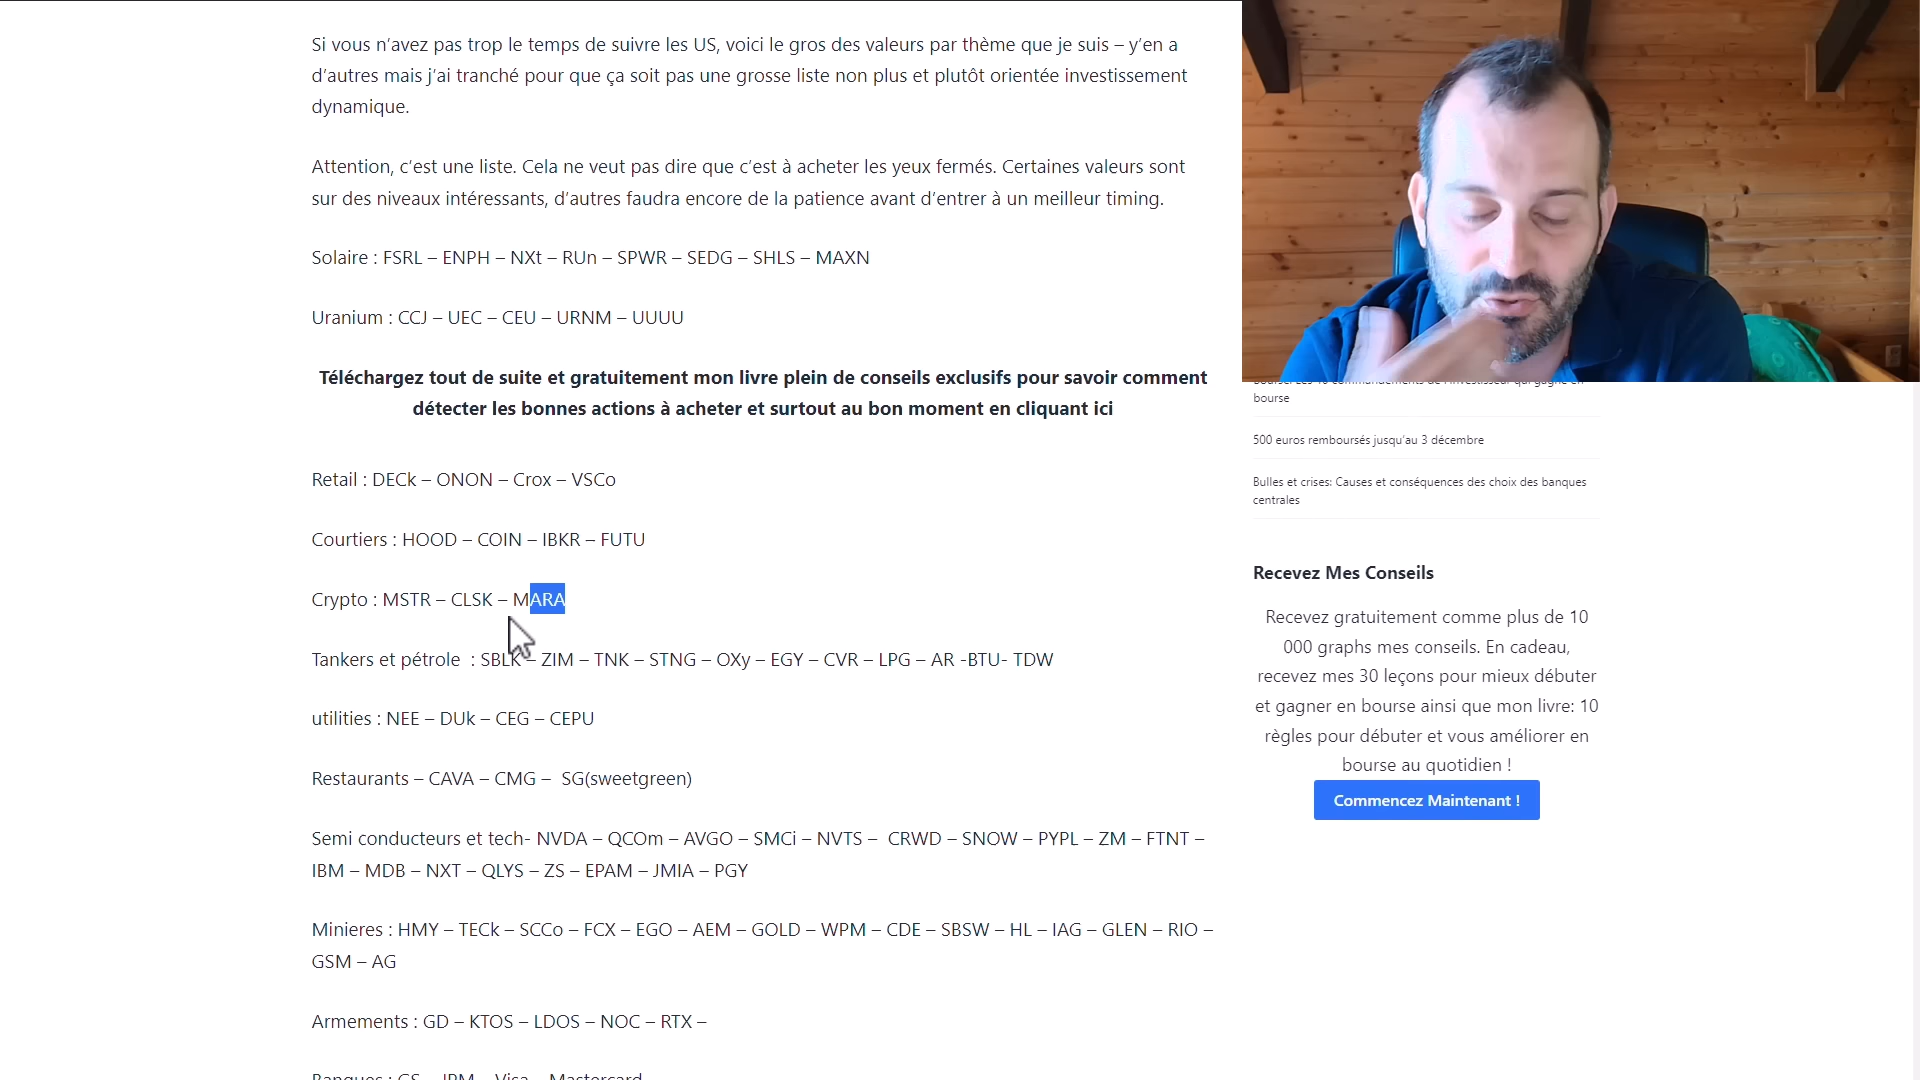 Si vous n’avez pas trop le temps de suivre les US, voici le gros des valeurs par thème que je suis – y’en a
d’autres mais j’ai tranché pour que ça soit pas une grosse liste non plus et plutôt orientée investissement
dynamique.
Attention, c’est une liste. Cela ne veut pas dire que c’est à acheter les yeux fermés. Certaines valeurs sont
sur des niveaux intéressants, d’autres faudra encore de la patience avant d’entrer à un meilleur timing.
Solaire : FSRL – ENPH – NXt – RUn – SPWR – SEDG – SHLS – MAXN
Uranium : CCJ – UEC – CEU – URNM – UUUU
Téléchargez tout de suite et gratuitement mon livre plein de conseils exclusifs pour savoir comment
détecter les bonnes actions à acheter et surtout au bon moment en cliquant ici
Retail : DECk – ONON – Crox – VSCo
Courtiers : HOOD – COIN – IBKR – FUTU
Crypto : MSTR – CLSK – MARA
Tankers et pétrole  : SBLK – ZIM – TNK – STNG – OXy – EGY – CVR – LPG – AR -BTU- TDW
utilities : NEE – DUk – CEG – CEPU
Restaurants – CAVA – CMG –  SG(sweetgreen)
Semi conducteurs et tech- NVDA – QCOm – AVGO – SMCi – NVTS –  CRWD – SNOW – PYPL – ZM – FTNT –
IBM – MDB – NXT – QLYS – ZS – EPAM – JMIA – PGY
Minieres : HMY – TECk – SCCo – FCX – EGO – AEM – GOLD – WPM – CDE – SBSW – HL – IAG – GLEN – RIO –
GSM – AG
Armements : GD – KTOS – LDOS – NOC – RTX –
Banques : GS – JPM – Visa – Mastercard
bourse
500 euros remboursés jusqu’au 3 décembre
Bulles et crises: Causes et conséquences des choix des banques
centrales
Recevez Mes Conseils
Recevez gratuitement comme plus de 10
000 graphs mes conseils. En cadeau,
recevez mes 30 leçons pour mieux débuter
et gagner en bourse ainsi que mon livre: 10
règles pour débuter et vous améliorer en
bourse au quotidien !
Commencez Maintenant !